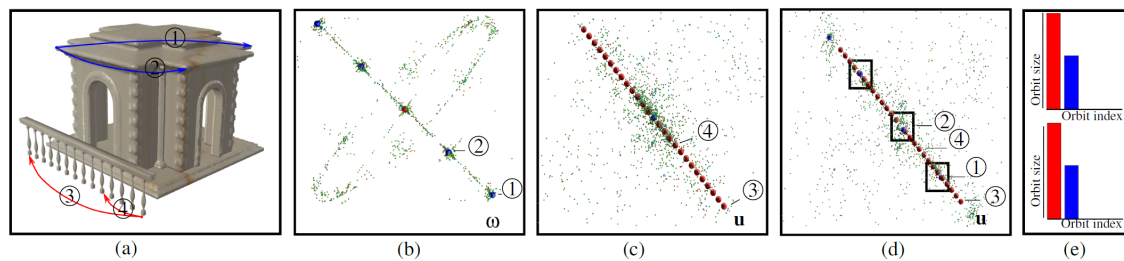 ①
②
③
④
②
①
ω
④
③
u
②
④
①
③
u
Orbit size
Orbit index
Orbit size
Orbit index
(a)
(b)
(c)
(d)
(e)